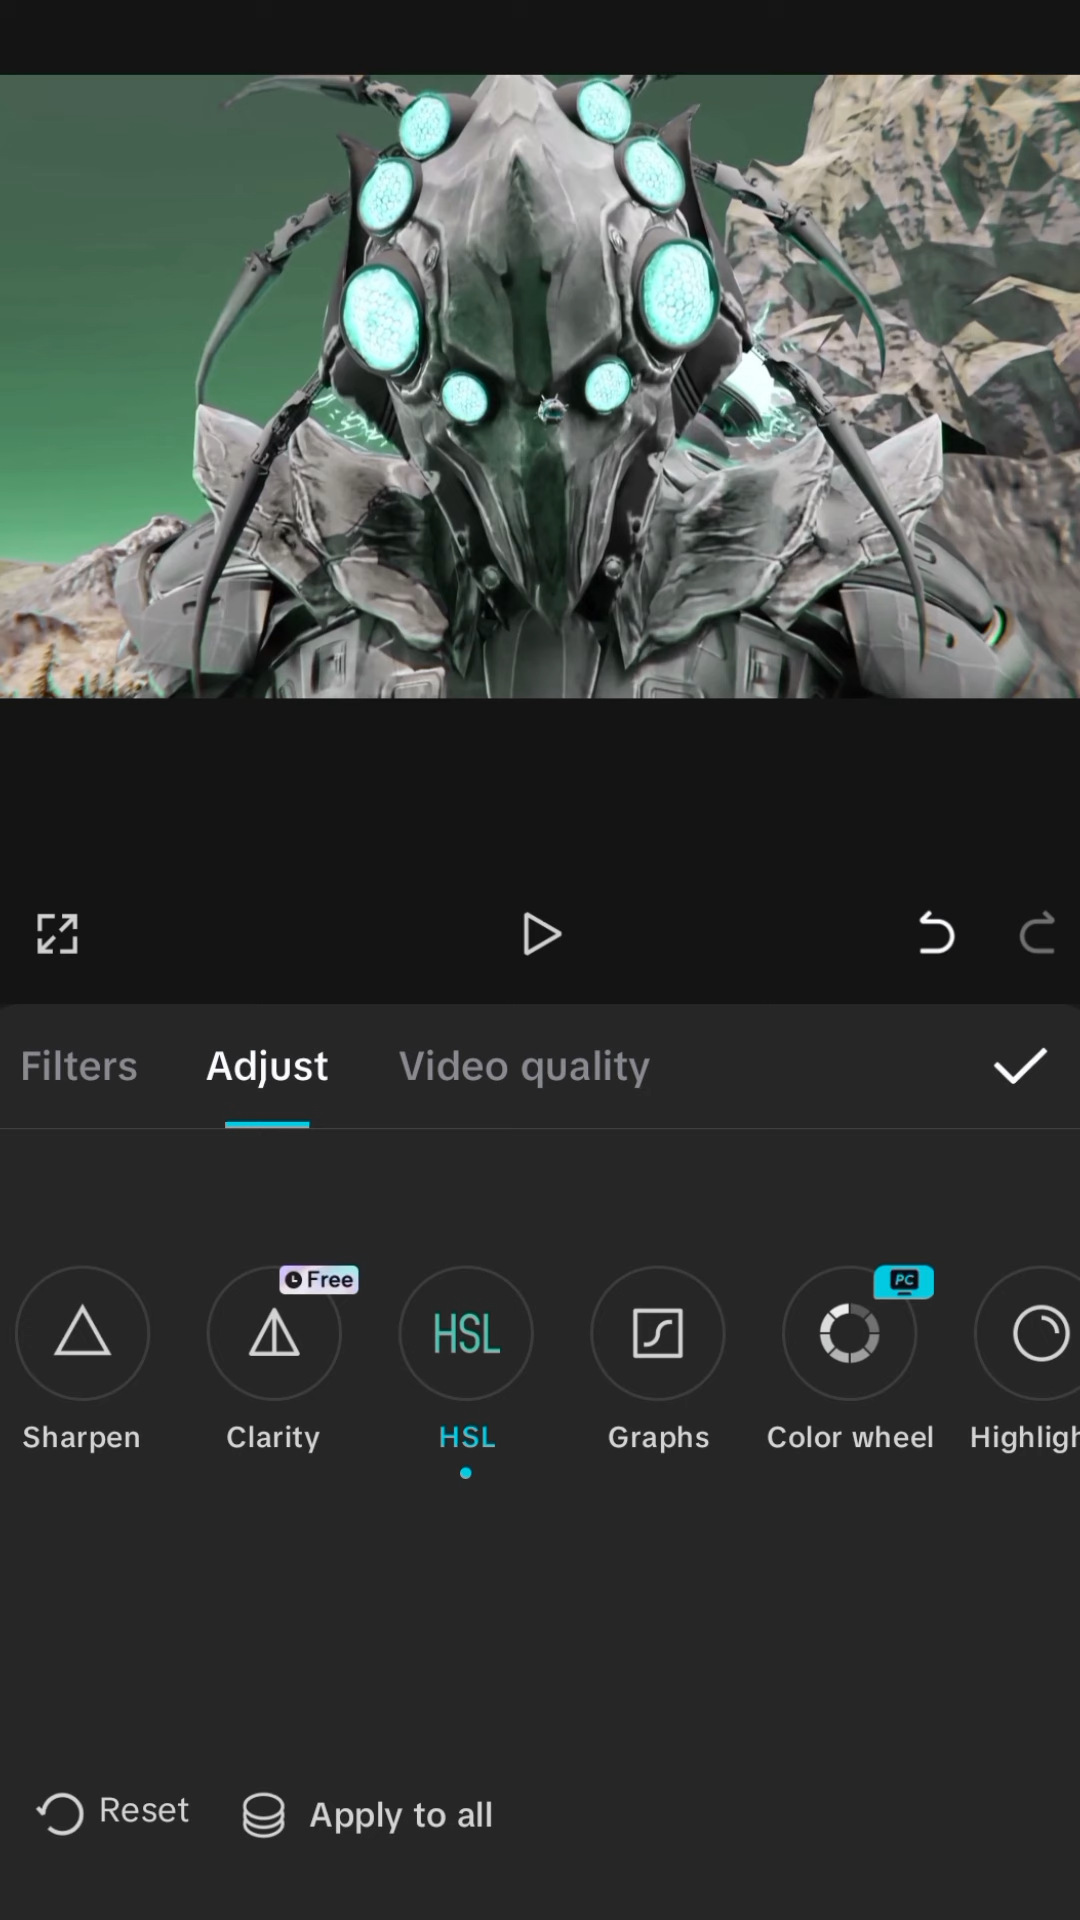 Filters Adjust Video quality
Free PC
HSL
Sharpen Clarity HSL Graphs Color wheel Highligh
Reset Apply to all